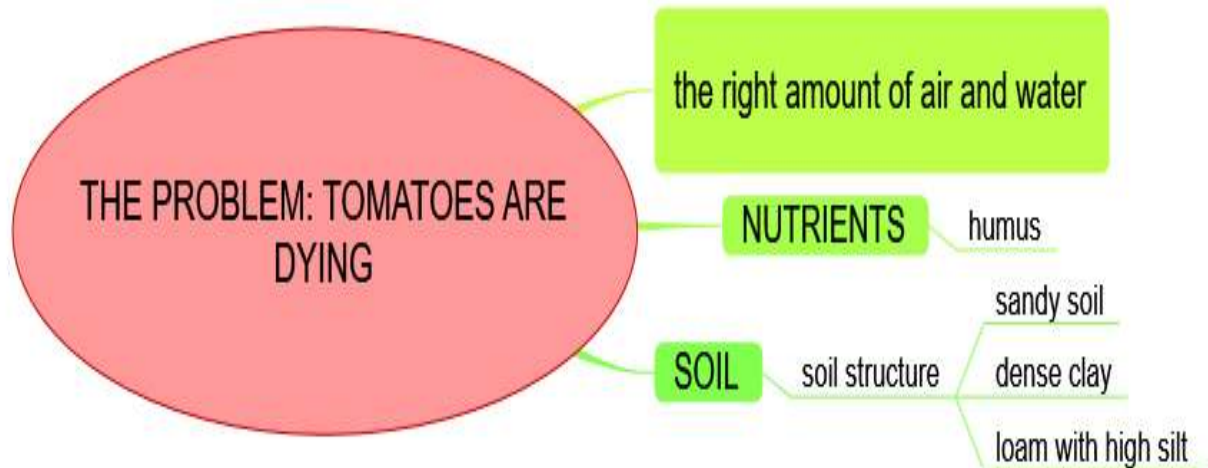 THE PROBLEM: TOMATOES ARE
DYING
the right amount of air and water
NUTRIENTS
humus
SOIL
soil structure
sandy soil
dense clay
loam with high silt